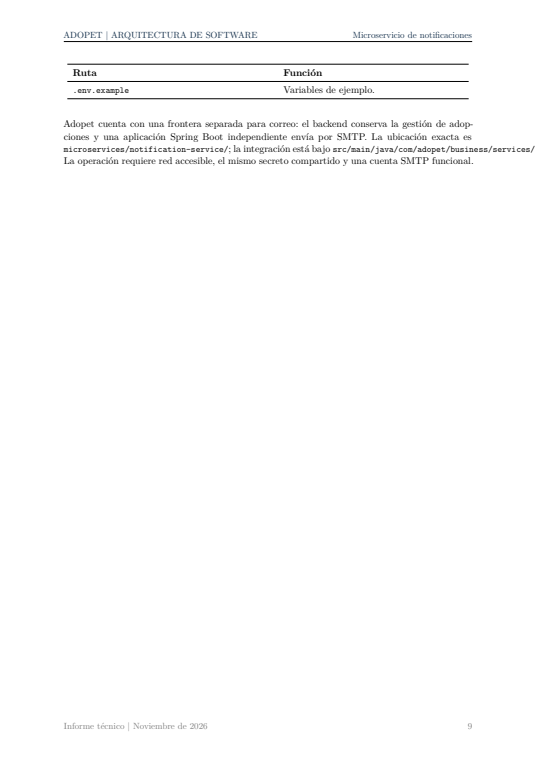 ADOPET | ARQUITECTURA DE SOFTWARE Microservicio de notificaciones
Ruta Función
.env.example Variables de ejemplo.
Adopet cuenta con una frontera separada para correo: el backend conserva la gestión de adop-
ciones y una aplicación Spring Boot independiente envía por SMTP. La ubicación exacta es
microservices/notification-service/; la integración está bajo src/main/java/com/adopet/business/services/
La operación requiere red accesible, el mismo secreto compartido y una cuenta SMTP funcional.
Informe técnico | Noviembre de 2026 9